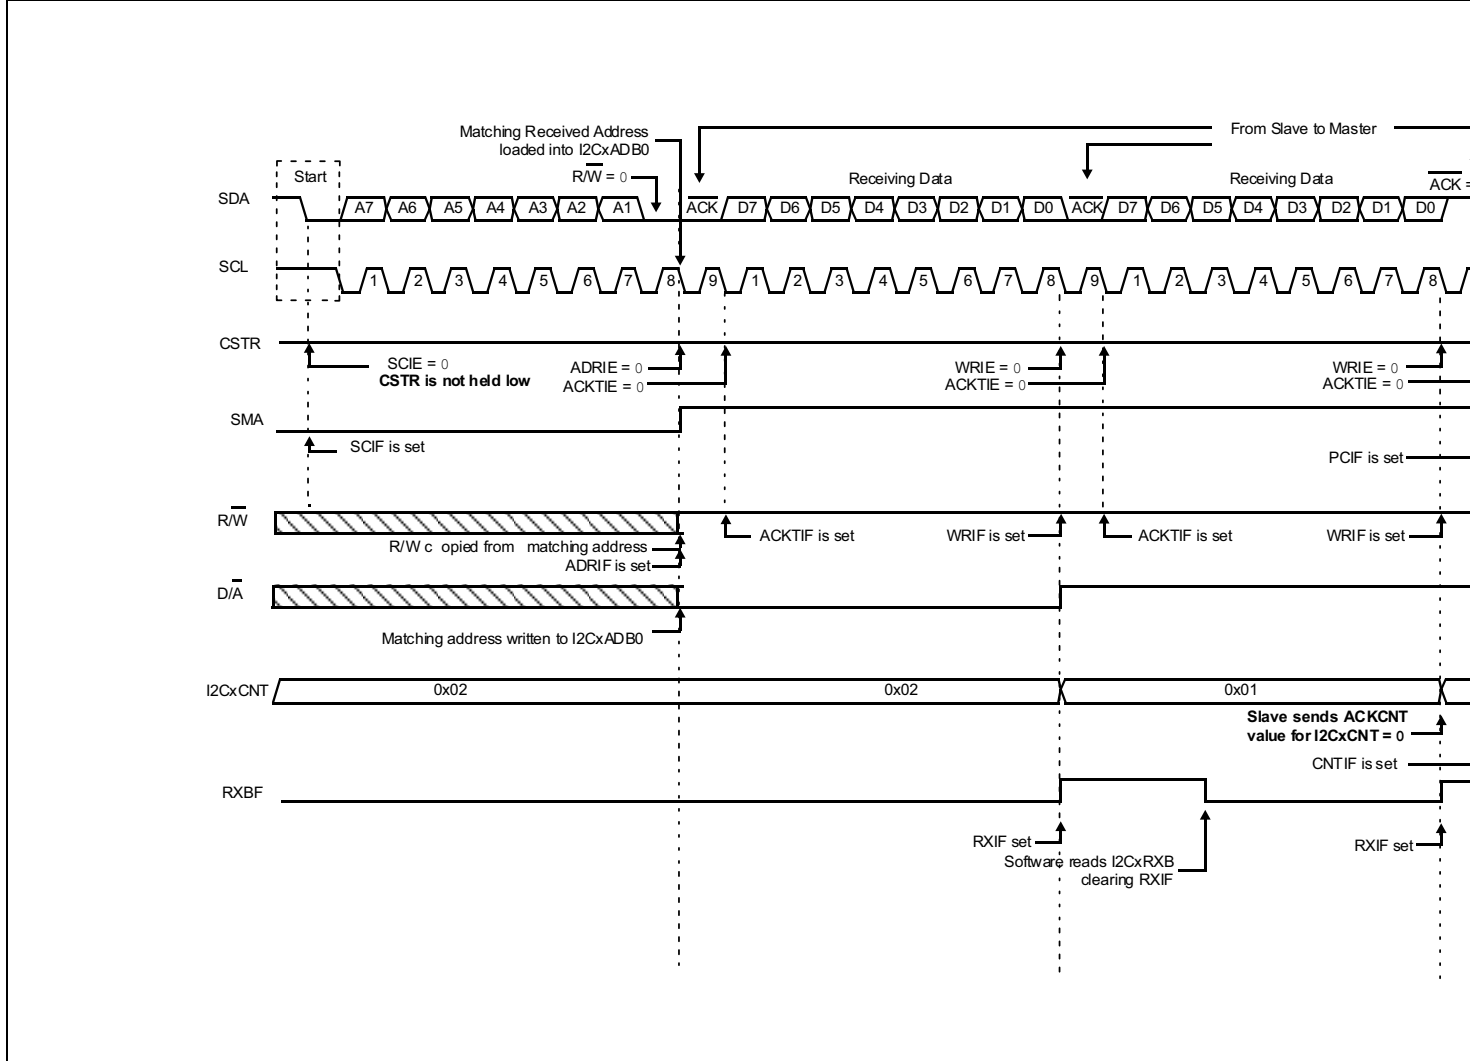 Matching Received Address
loaded into I2CxADB0
From Slave to Master
Start
R/W = 0
Receiving Data
Receiving Data
ACK =
SDA
A7 A6 A5 A4 A3 A2 A1 ACK D7 D6 D5 D4 D3 D2 D1 D0 ACK D7 D6 D5 D4 D3 D2 D1 D0
SCL
1 2 3 4 5 6 7 8 9 1 2 3 4 5 6 7 8 9 1 2 3 4 5 6 7 8
CSTR
SCIE = 0
CSTR is not held low
ADRIE = 0
ACKTIE = 0
WRIE = 0
ACKTIE = 0
WRIE = 0
ACKTIE = 0
SMA
SCIF is set
PCIF is set
R/W
ACKTIF is set
WRIF is set
ACKTIF is set
WRIF is set
R/W c opied from matching address
ADRIF is set
D/A
Matching address written to I2CxADB0
I2CxCNT
0x02
0x02
0x01
Slave sends ACKCNT
value for I2CxCNT = 0
CNTIF is set
RXBF
RXIF set
RXIF set
Software reads I2CxRXB
clearing RXIF